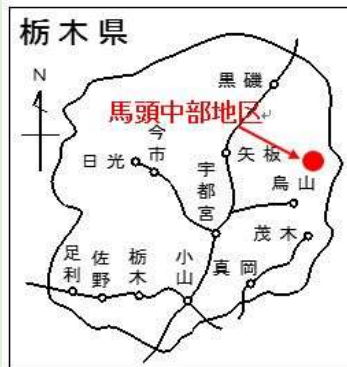 栃木県
N
黒磯
馬頭中部地区
今市
日光
矢板
宇都宮
烏山
茂木
足利
佐野
栃木
小山
真岡